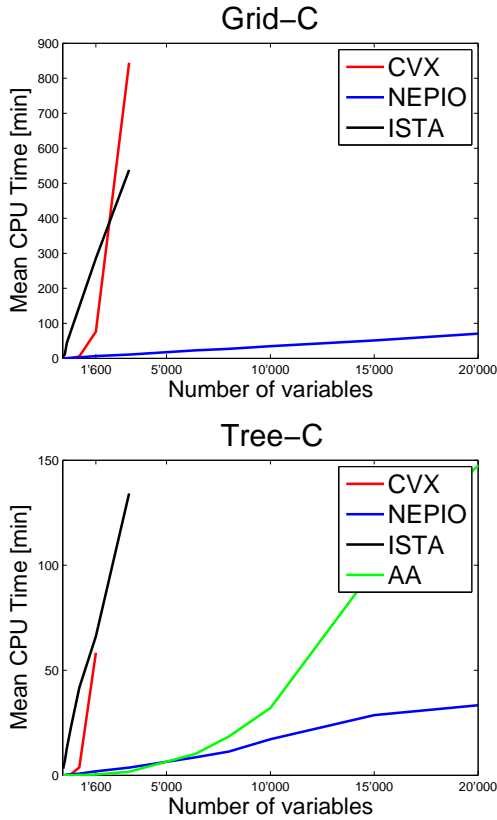 Grid−C
900
800
700
600
500
400
300
200
100
0
Mean CPU Time [min]
CVX
NEPIO
ISTA
1'600 5'000 10'000 15'000 20'000
Number of variables
Tree−C
150
100
50
0
Mean CPU Time [min]
CVX
NEPIO
ISTA
AA
1'600 5'000 10'000 15'000 20'000
Number of variables